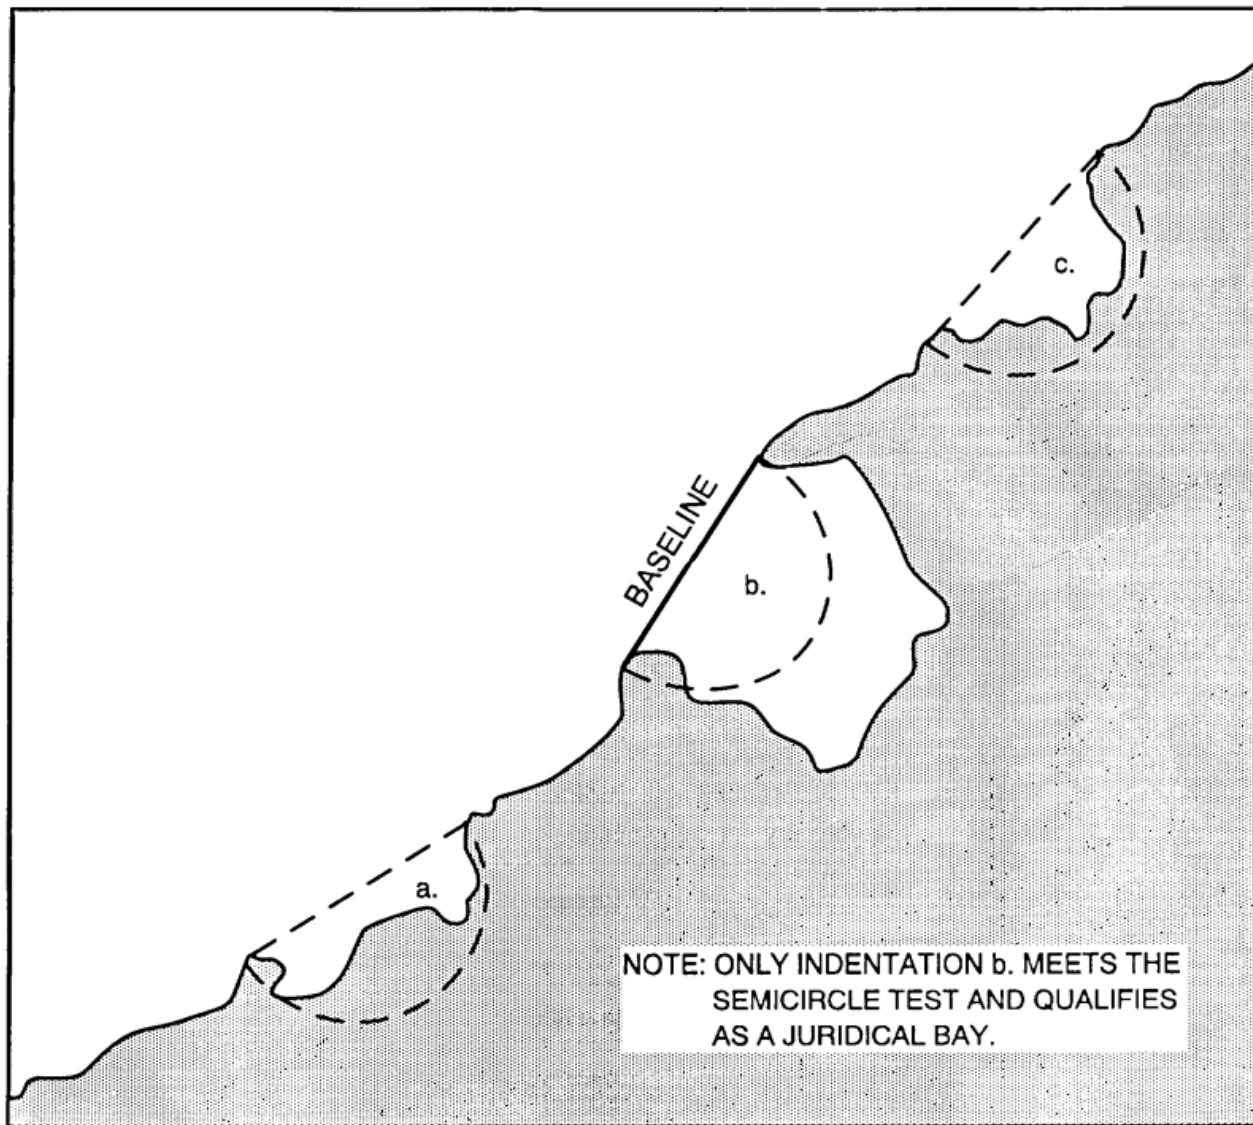 c.
BASELINE
b.
a.
NOTE: ONLY INDENTATION b. MEETS THE
SEMICIRCLE TEST AND QUALIFIES
AS A JURIDICAL BAY.